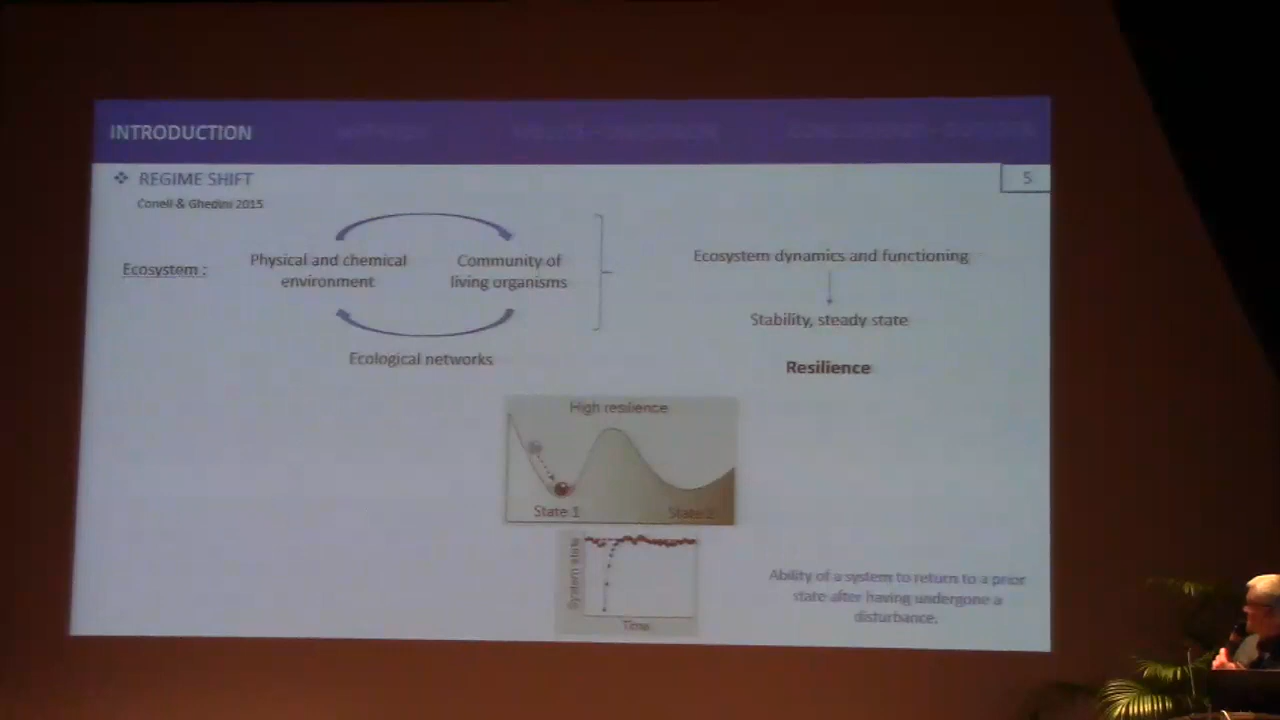 INTRODUCTION
5
❖ REGIME SHIFT
Conell & Ghedini 2015
Ecosystem :
Physical and chemical
environment
Community of
living organisms
Ecological networks
Ecosystem dynamics and functioning
Stability, steady state
Resilience
High resilience
State 1
State 2
System state
Time
Ability of a system to return to a prior
state after having undergone a
disturbance.